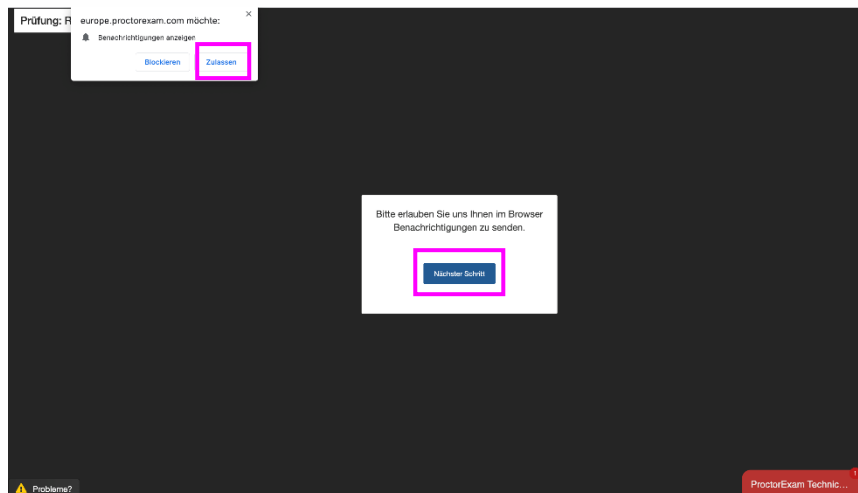 Prüfung: R
europe.proctorexam.com möchte:
×
Benachrichtigungen anzeigen
Blockieren
Zulassen
Bitte erlauben Sie uns Ihnen im Browser
Benachrichtigungen zu senden.
Nächster Schritt
Probleme?
1
ProctorExam Technic...